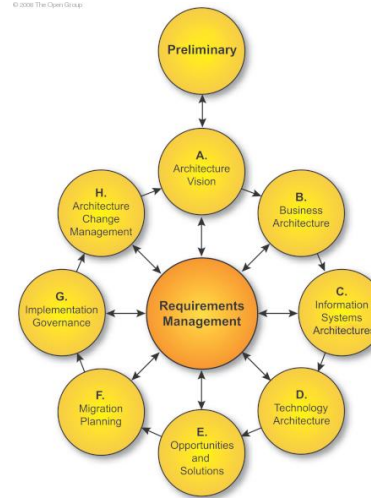 © 2008 The Open Group
Preliminary
A.
Architecture
Vision
H.
Architecture
Change
Management
B.
Business
Architecture
G.
Implementation
Governance
Requirements
Management
C.
Information
Systems
Architectures
F.
Migration
Planning
D.
Technology
Architecture
E.
Opportunities
and
Solutions